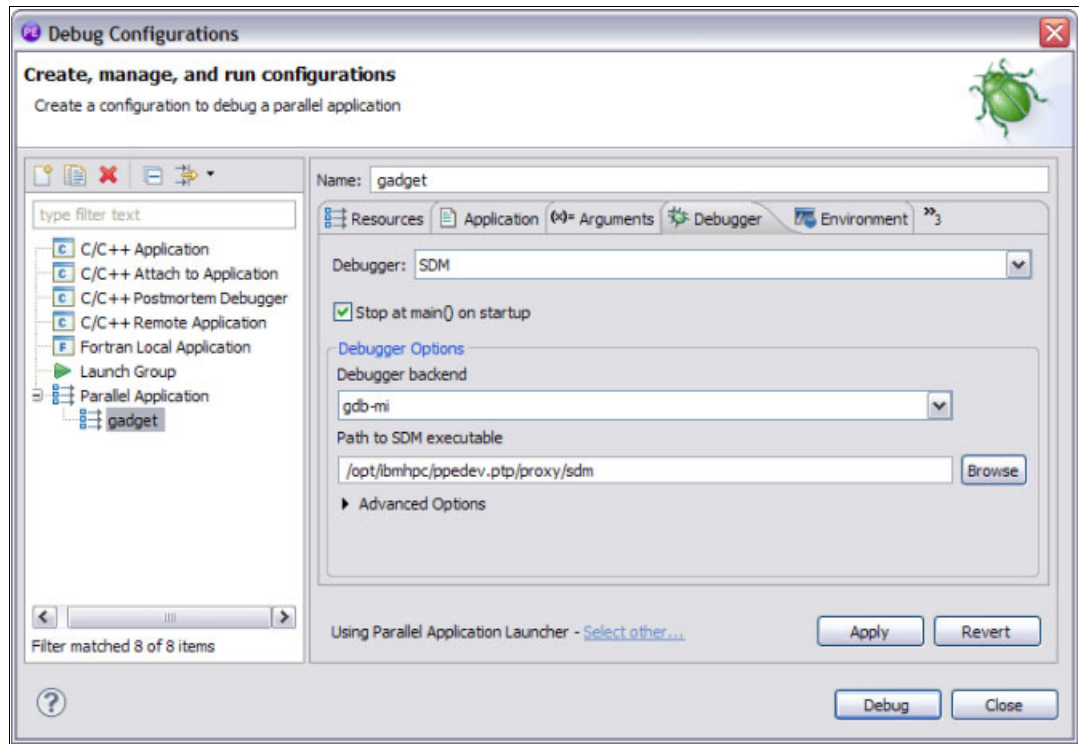 PE Debug Configurations
Create, manage, and run configurations
Create a configuration to debug a parallel application
type filter text
C C/C++ Application
C C/C++ Attach to Application
C C/C++ Postmortem Debugger
C C/C++ Remote Application
F Fortran Local Application
Launch Group
Parallel Application
gadget
Filter matched 8 of 8 items
Name: gadget
Resources Application (x)= Arguments Debugger Environment »3
Debugger: SDM
Stop at main() on startup
Debugger Options
Debugger backend
gdb-mi
Path to SDM executable
/opt/ibmhpc/ppedev.ptp/proxy/sdm Browse
Advanced Options
Using Parallel Application Launcher - Select other... Apply Revert
? Debug Close